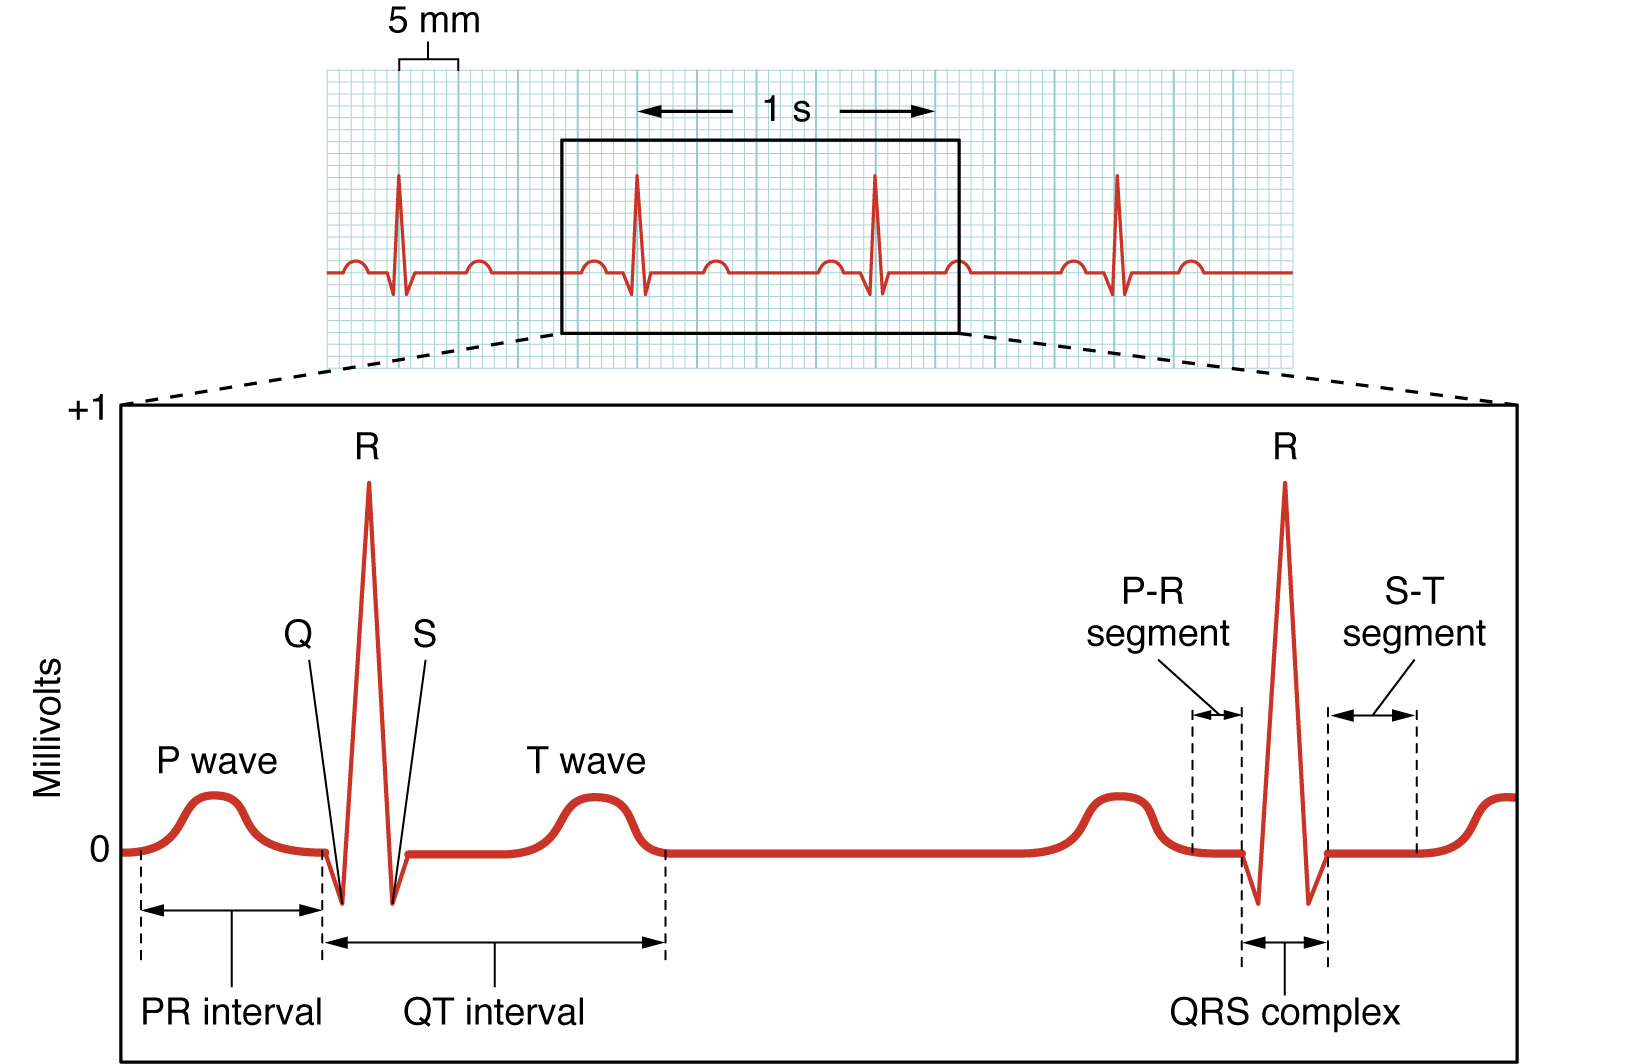 5 mm
1 s
+1
R
R
P-R
segment
S-T
segment
Q
S
Millivolts
P wave
T wave
0
PR interval
QT interval
QRS complex